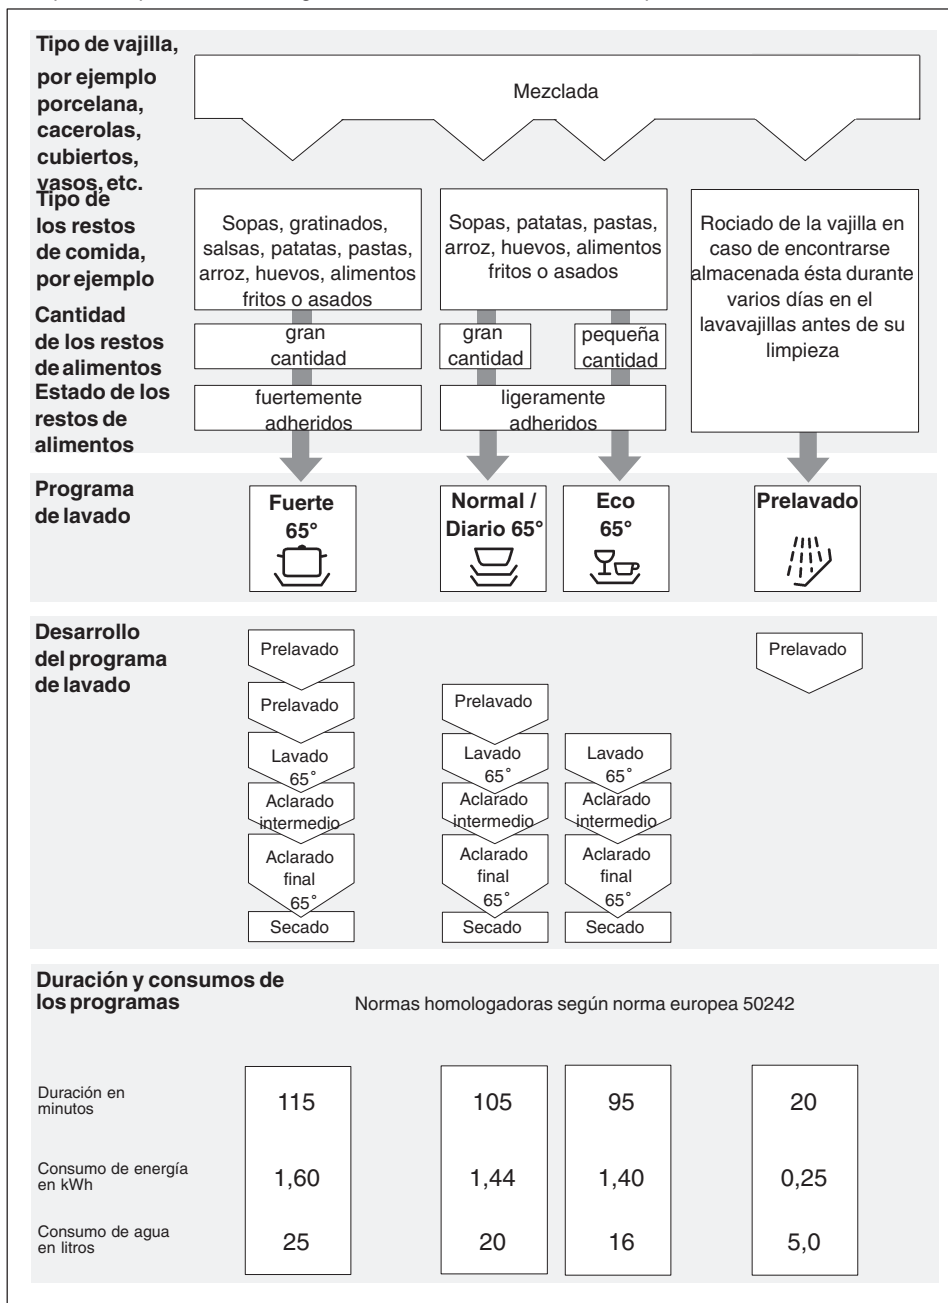 Tipo de vajilla,
por ejemplo
porcelana,
cacerolas,
cubiertos,
vasos, etc.
Mezclada
Tipo de
los restos
de comida,
por ejemplo
Sopas, gratinados,
salsas, patatas, pastas,
arroz, huevos, alimentos
fritos o asados
Sopas, patatas, pastas,
arroz, huevos, alimentos
fritos o asados
Rociado de la vajilla en
caso de encontrarse
almacenada ésta durante
varios días en el
lavavajillas antes de su
limpieza
Cantidad
de los restos
de alimentos
gran
cantidad
gran
cantidad
pequeña
cantidad
Estado de los
restos de
alimentos
fuertemente
adheridos
ligeramente
adheridos
Programa
de lavado
Fuerte
65°
Normal /
Diario 65°
Eco
65°
Prelavado
Desarrollo
del programa
de lavado
Prelavado
Prelavado
Lavado
65°
Aclarado
intermedio
Aclarado
final
65°
Secado
Prelavado
Lavado
65°
Aclarado
intermedio
Aclarado
final
65°
Secado
Lavado
65°
Aclarado
intermedio
Aclarado
final
65°
Secado
Prelavado
Duración y consumos de
los programas
Normas homologadoras según norma europea 50242
Duración en
minutos
115 105 95 20
Consumo de energía
en kWh
1,60 1,44 1,40 0,25
Consumo de agua
en litros
25 20 16 5,0